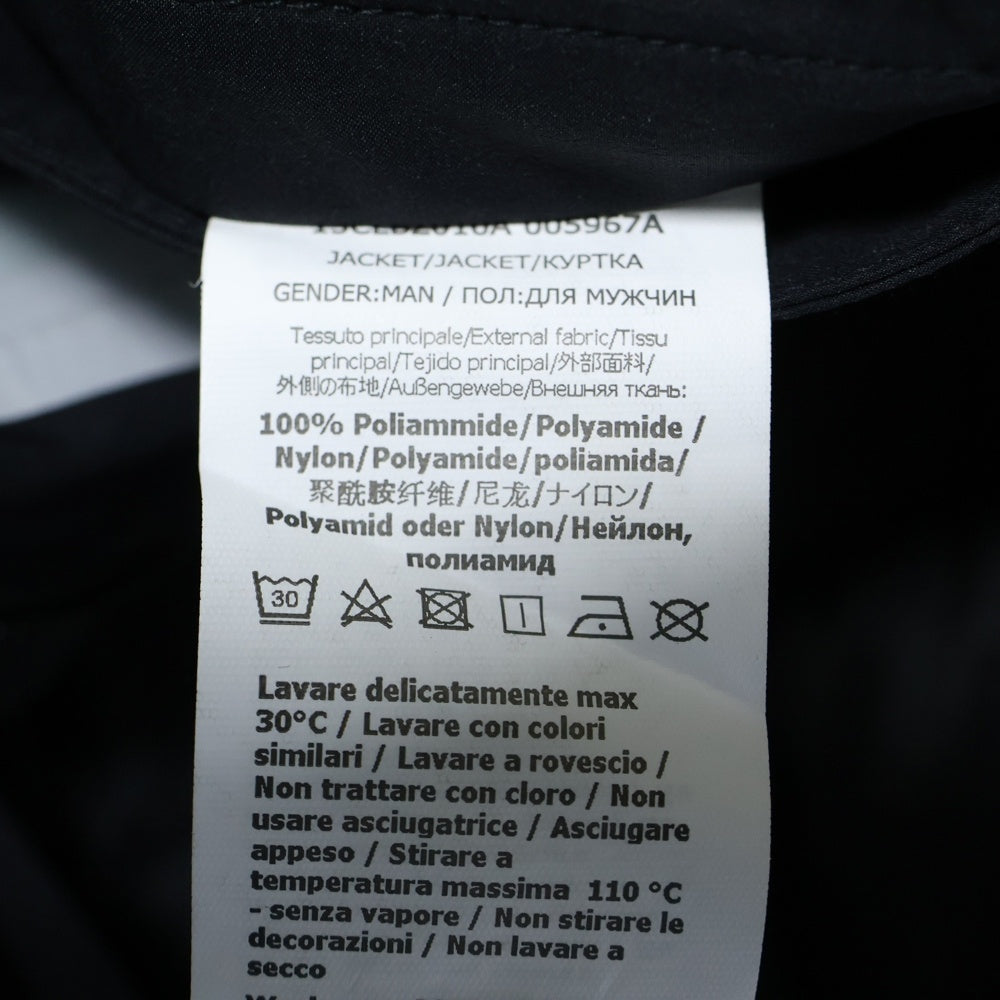 005967A
JACKET/JACKET/КУРТКА
GENDER:MAN / ПОЛ:ДЛЯ МУЖЧИН
Tessuto principale/External fabric/Tissu
principal/Tejido principal/外部面料/
外側の布地/Außengewebe/Внешняя ткань:
100% Poliammide/Polyamide /
Nylon/Polyamide/poliamida/
聚酰胺纤维/尼龙/ナイロン/
Polyamid oder Nylon/Нейлон,
полиамид
30
Lavare delicatamente max
30°C / Lavare con colori
similari / Lavare a rovescio /
Non trattare con cloro / Non
usare asciugatrice / Asciugare
appeso / Stirare a
temperatura massima 110 °C
- senza vapore / Non stirare le
decorazioni / Non lavare a
secco